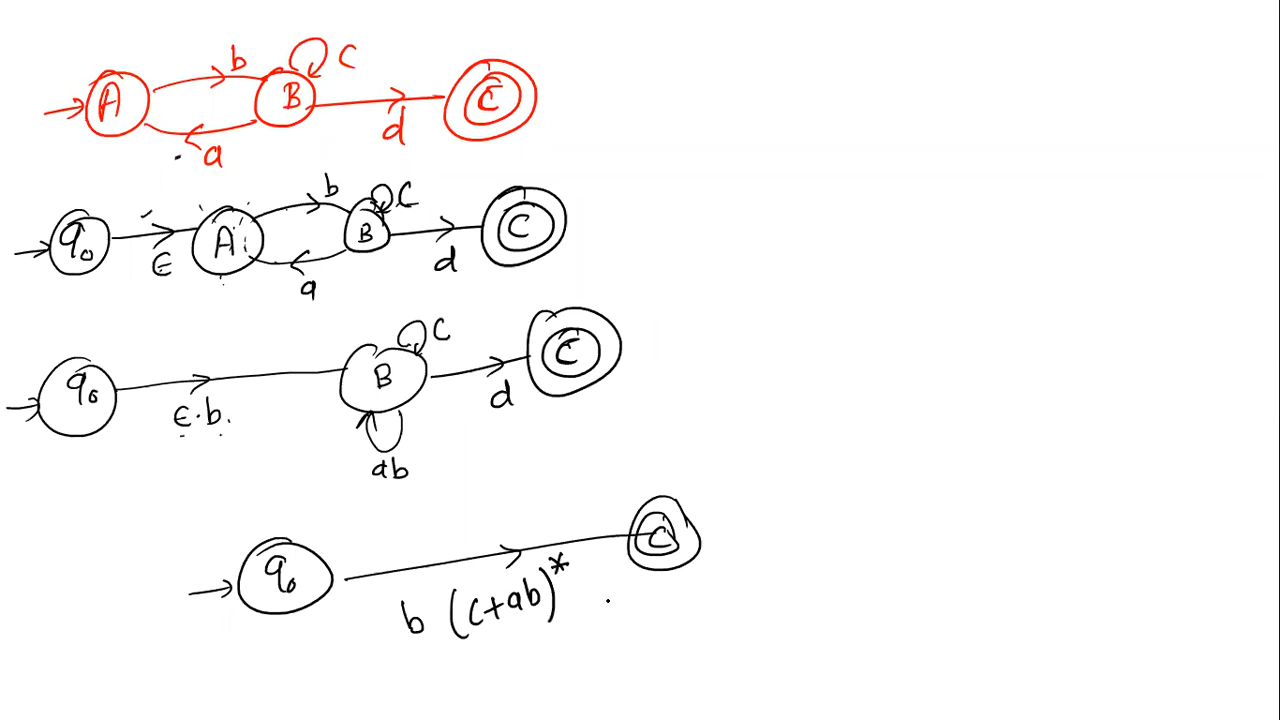 A b B c C
a d
q₀ ϵ A b B c d C
a
q₀ ϵ·b. B c d C
ab
q₀ b (c+ab)* C